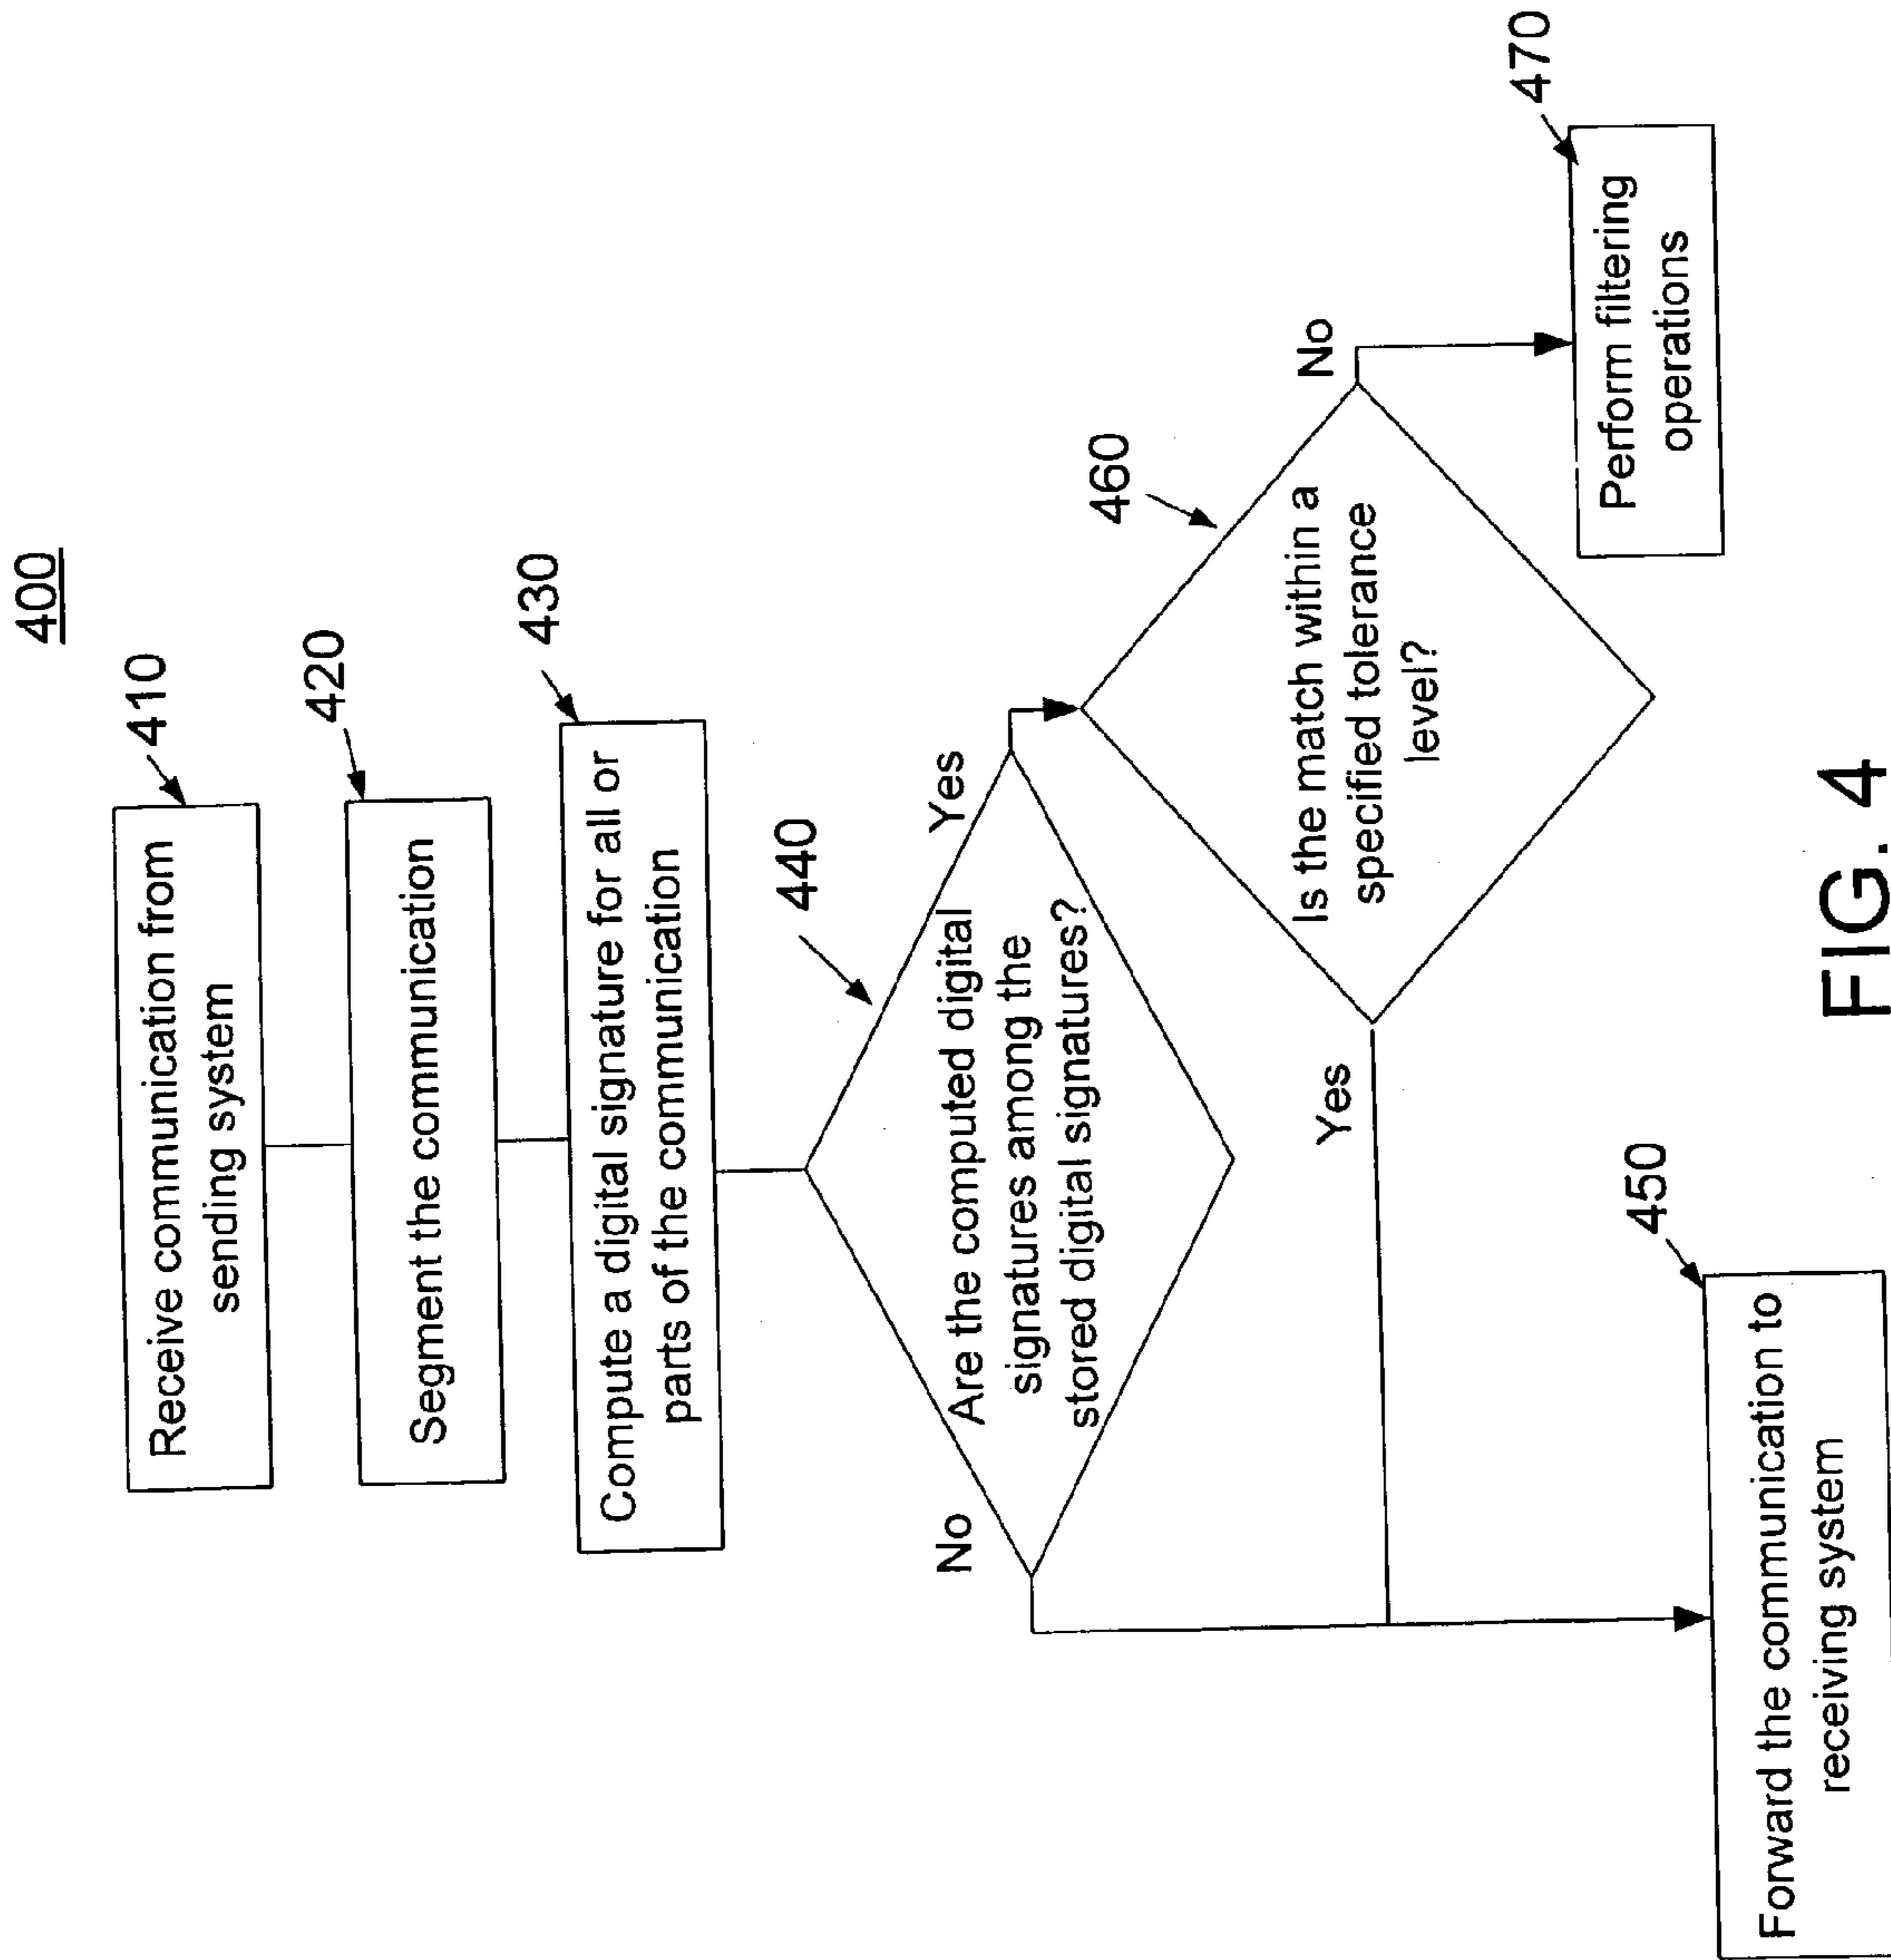 400
410
Receive communication from
sending system
420
Segment the communication
430
Compute a digital signature for all or
parts of the communication
440
Are the computed digital
signatures among the
stored digital signatures?
No
Yes
460
Is the match within a
specified tolerance
level?
Yes
No
450
Forward the communication to
receiving system
470
Perform filtering
operations
FIG. 4